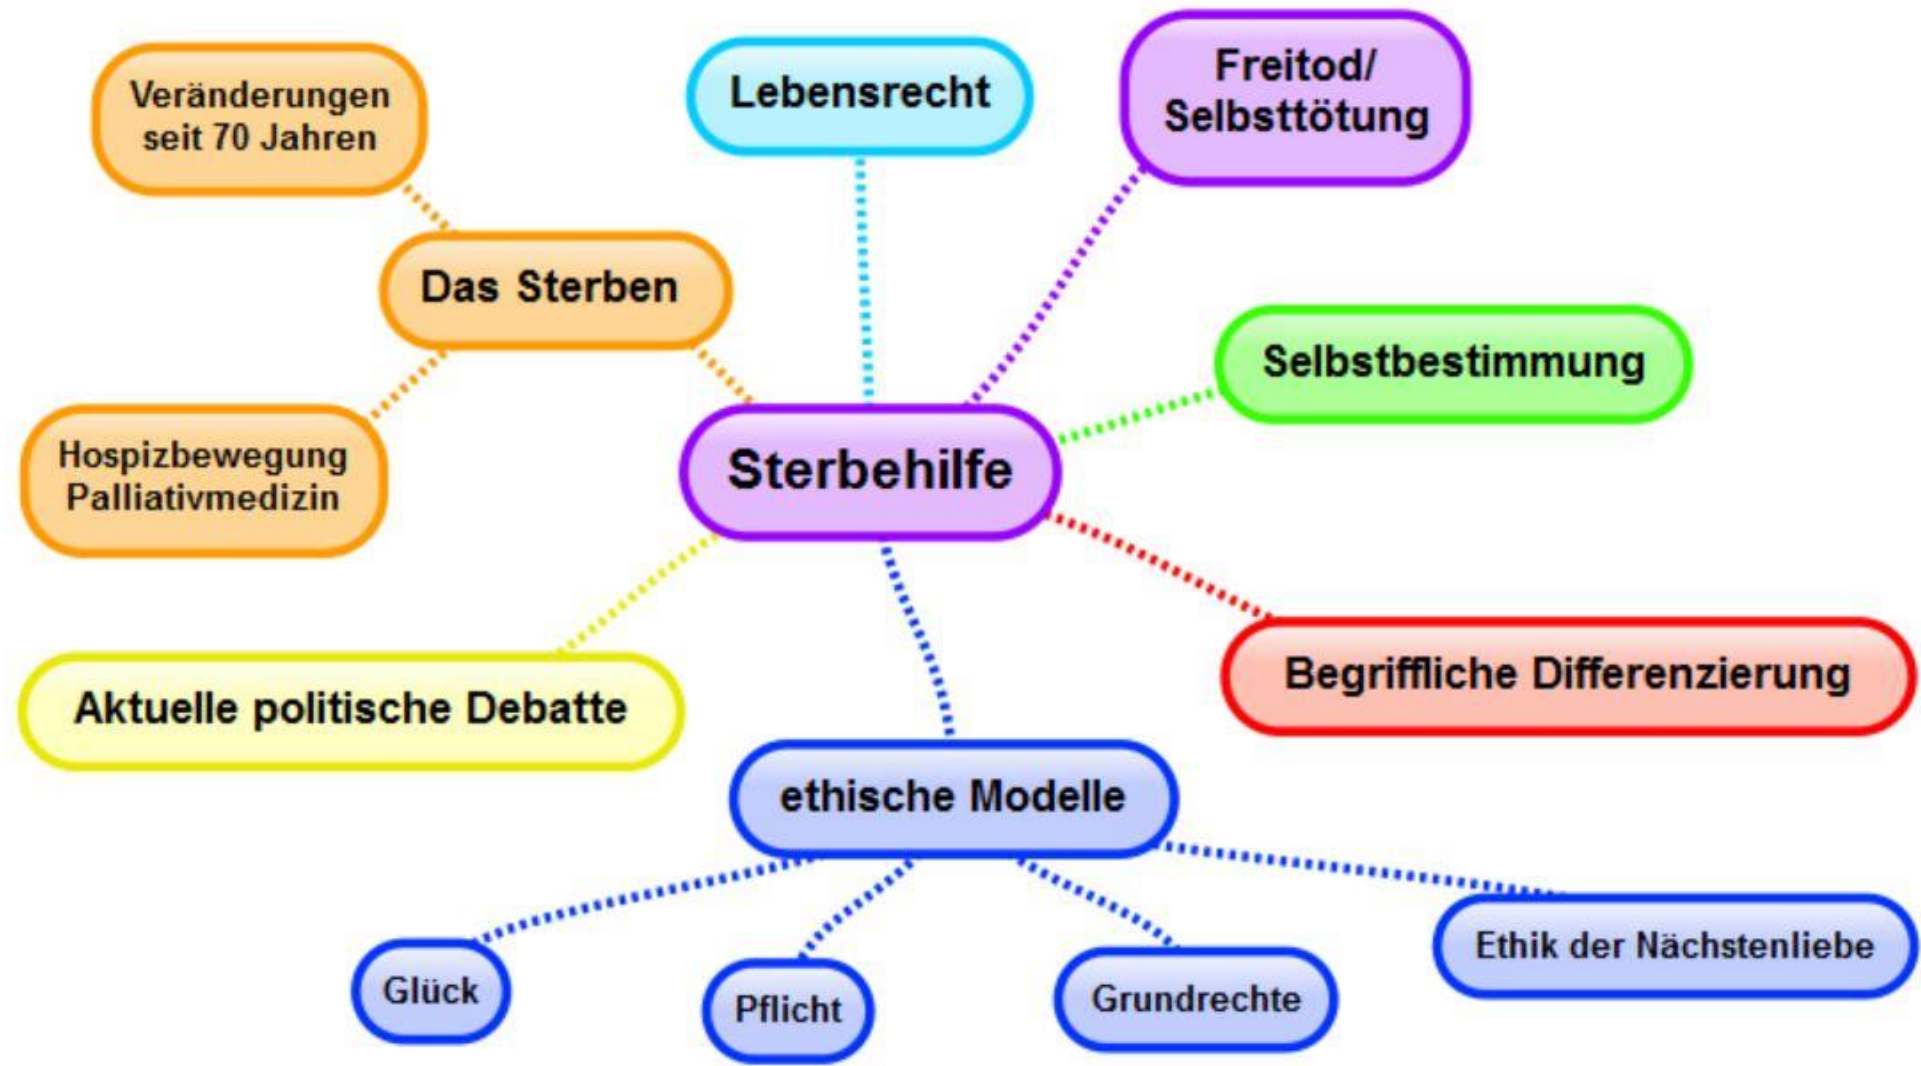 Veränderungen
seit 70 Jahren
Lebensrecht
Freitod/
Selbsttötung
Das Sterben
Selbstbestimmung
Hospizbewegung
Palliativmedizin
Sterbehilfe
Aktuelle politische Debatte
Begriffliche Differenzierung
ethische Modelle
Glück
Pflicht
Grundrechte
Ethik der Nächstenliebe